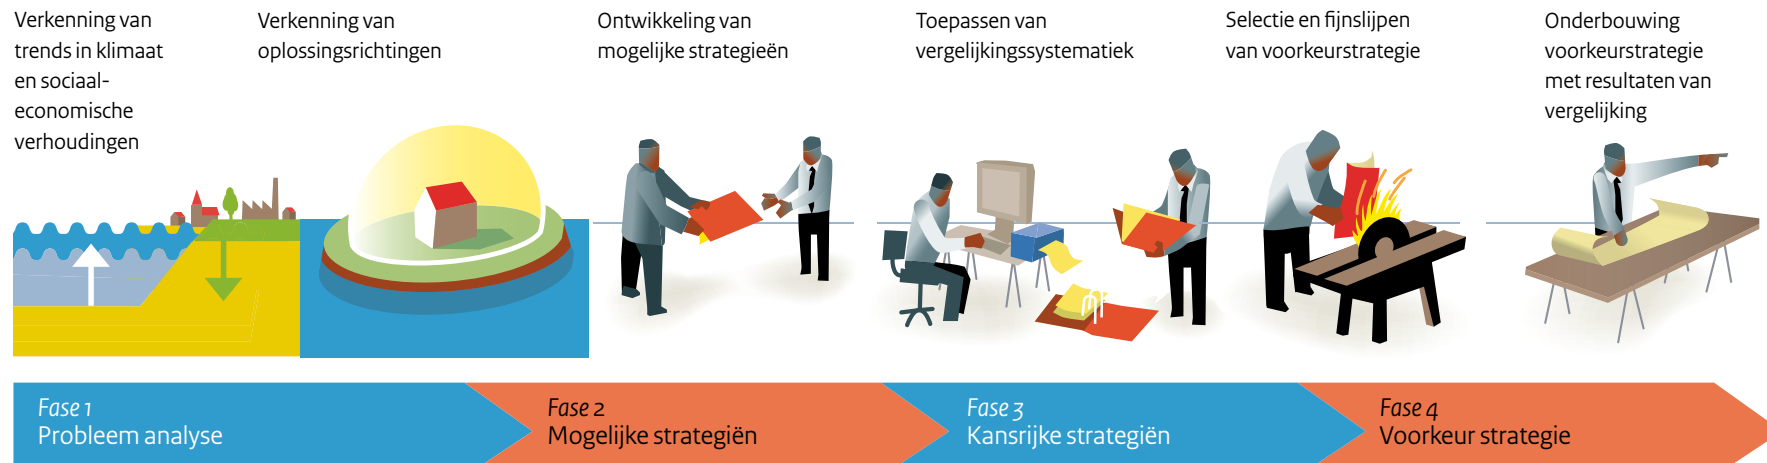 Verkenning van
trends in klimaat
en sociaal-
economische
verhoudingen
Verkenning van
oplossingsrichtingen
Ontwikkeling van
mogelijke strategieën
Toepassen van
vergelijkingssystematiek
Selectie en fijnslijpen
van voorkeurstrategie
Onderbouwing
voorkeurstrategie
met resultaten van
vergelijking
Fase 1
Probleem analyse
Fase 2
Mogelijke strategiën
Fase 3
Kansrijke strategiën
Fase 4
Voorkeur strategie